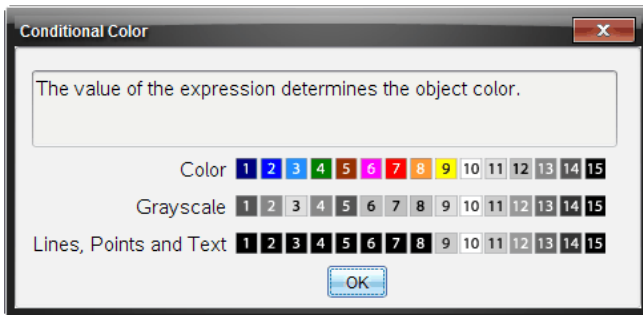 Conditional Color
The value of the expression determines the object color.
Color 1 2 3 4 5 6 7 8 9 10 11 12 13 14 15
Grayscale 1 2 3 4 5 6 7 8 9 10 11 12 13 14 15
Lines, Points and Text 1 2 3 4 5 6 7 8 9 10 11 12 13 14 15
OK